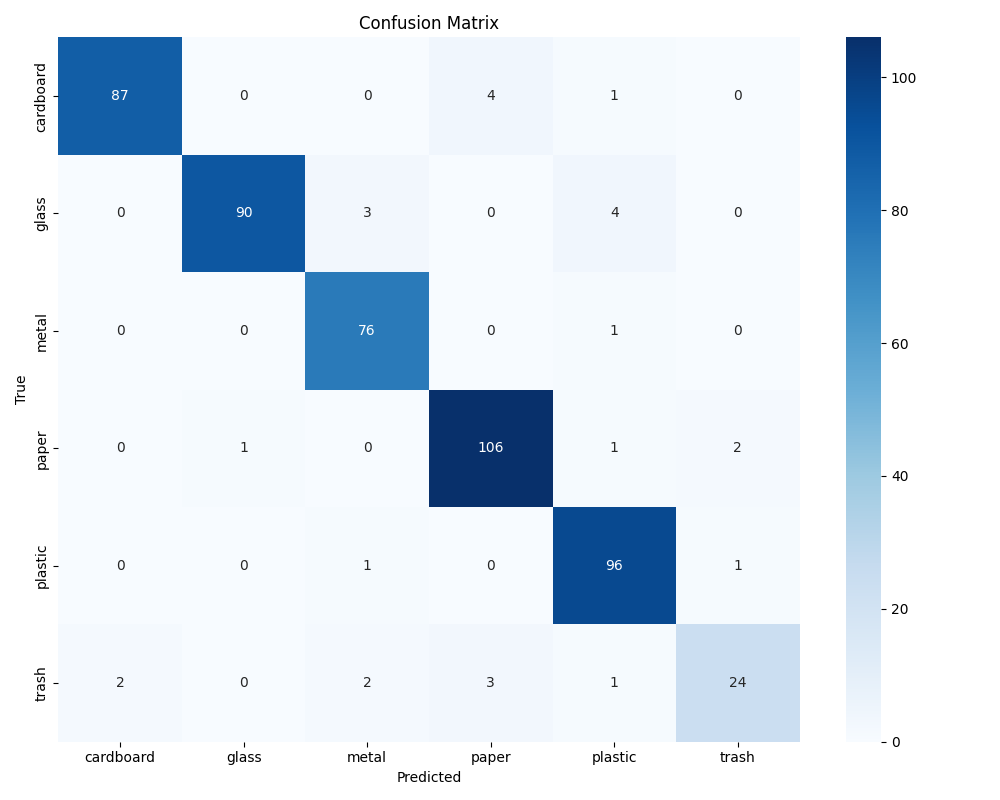 Confusion Matrix
cardboard 87 0 0 4 1 0
glass 0 90 3 0 4 0
metal 0 0 76 0 1 0
paper 0 1 0 106 1 2
plastic 0 0 1 0 96 1
trash 2 0 2 3 1 24
True
cardboard glass metal paper plastic trash
Predicted
100
80
60
40
20
0